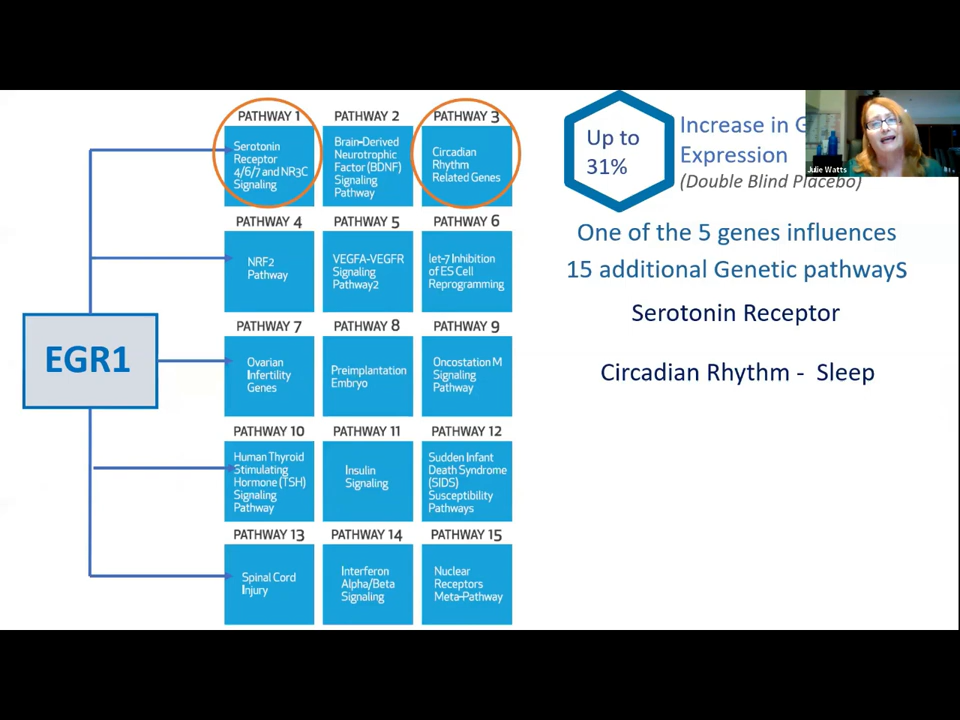 EGR1
PATHWAY 1
Serotonin
Receptor
4/6/7 and NR3C
Signaling
PATHWAY 2
Brain-Derived
Neurotrophic
Factor (BDNF)
Signaling
Pathway
PATHWAY 3
Circadian
Rhythm
Related Genes
PATHWAY 4
NRF2
Pathway
PATHWAY 5
VEGFA-VEGFR
Signaling
Pathway2
PATHWAY 6
let-7 Inhibition
of ES Cell
Reprogramming
PATHWAY 7
Ovarian
Infertility
Genes
PATHWAY 8
Preimplantation
Embryo
PATHWAY 9
Oncostation M
Signaling
Pathway
PATHWAY 10
Human Thyroid
Stimulating
Hormone (TSH)
Signaling
Pathway
PATHWAY 11
Insulin
Signaling
PATHWAY 12
Sudden Infant
Death Syndrome
(SIDS)
Susceptibility
Pathways
PATHWAY 13
Spinal Cord
Injury
PATHWAY 14
Interferon
Alpha/Beta
Signaling
PATHWAY 15
Nuclear
Receptors
Meta-Pathway
Up to
31%
Increase in G
Expression
(Double Blind Placebo)
Julie Watts
One of the 5 genes influences
15 additional Genetic pathways
Serotonin Receptor
Circadian Rhythm - Sleep